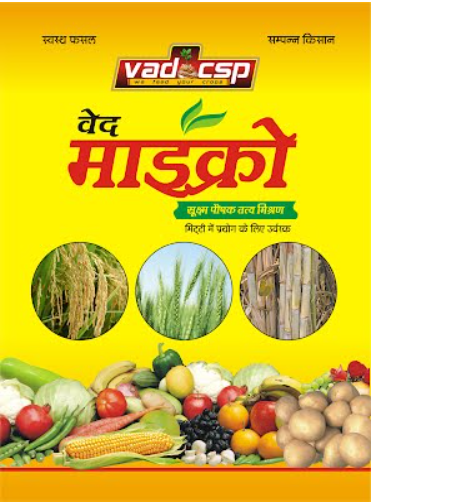 स्वस्थ फसल
सम्पन्न किसान
vad csp
we feed your crops
वेद
माइक्रो
सूक्ष्म पोषक तत्व मिश्रण
मिट्टी में प्रयोग के लिए उर्वरक